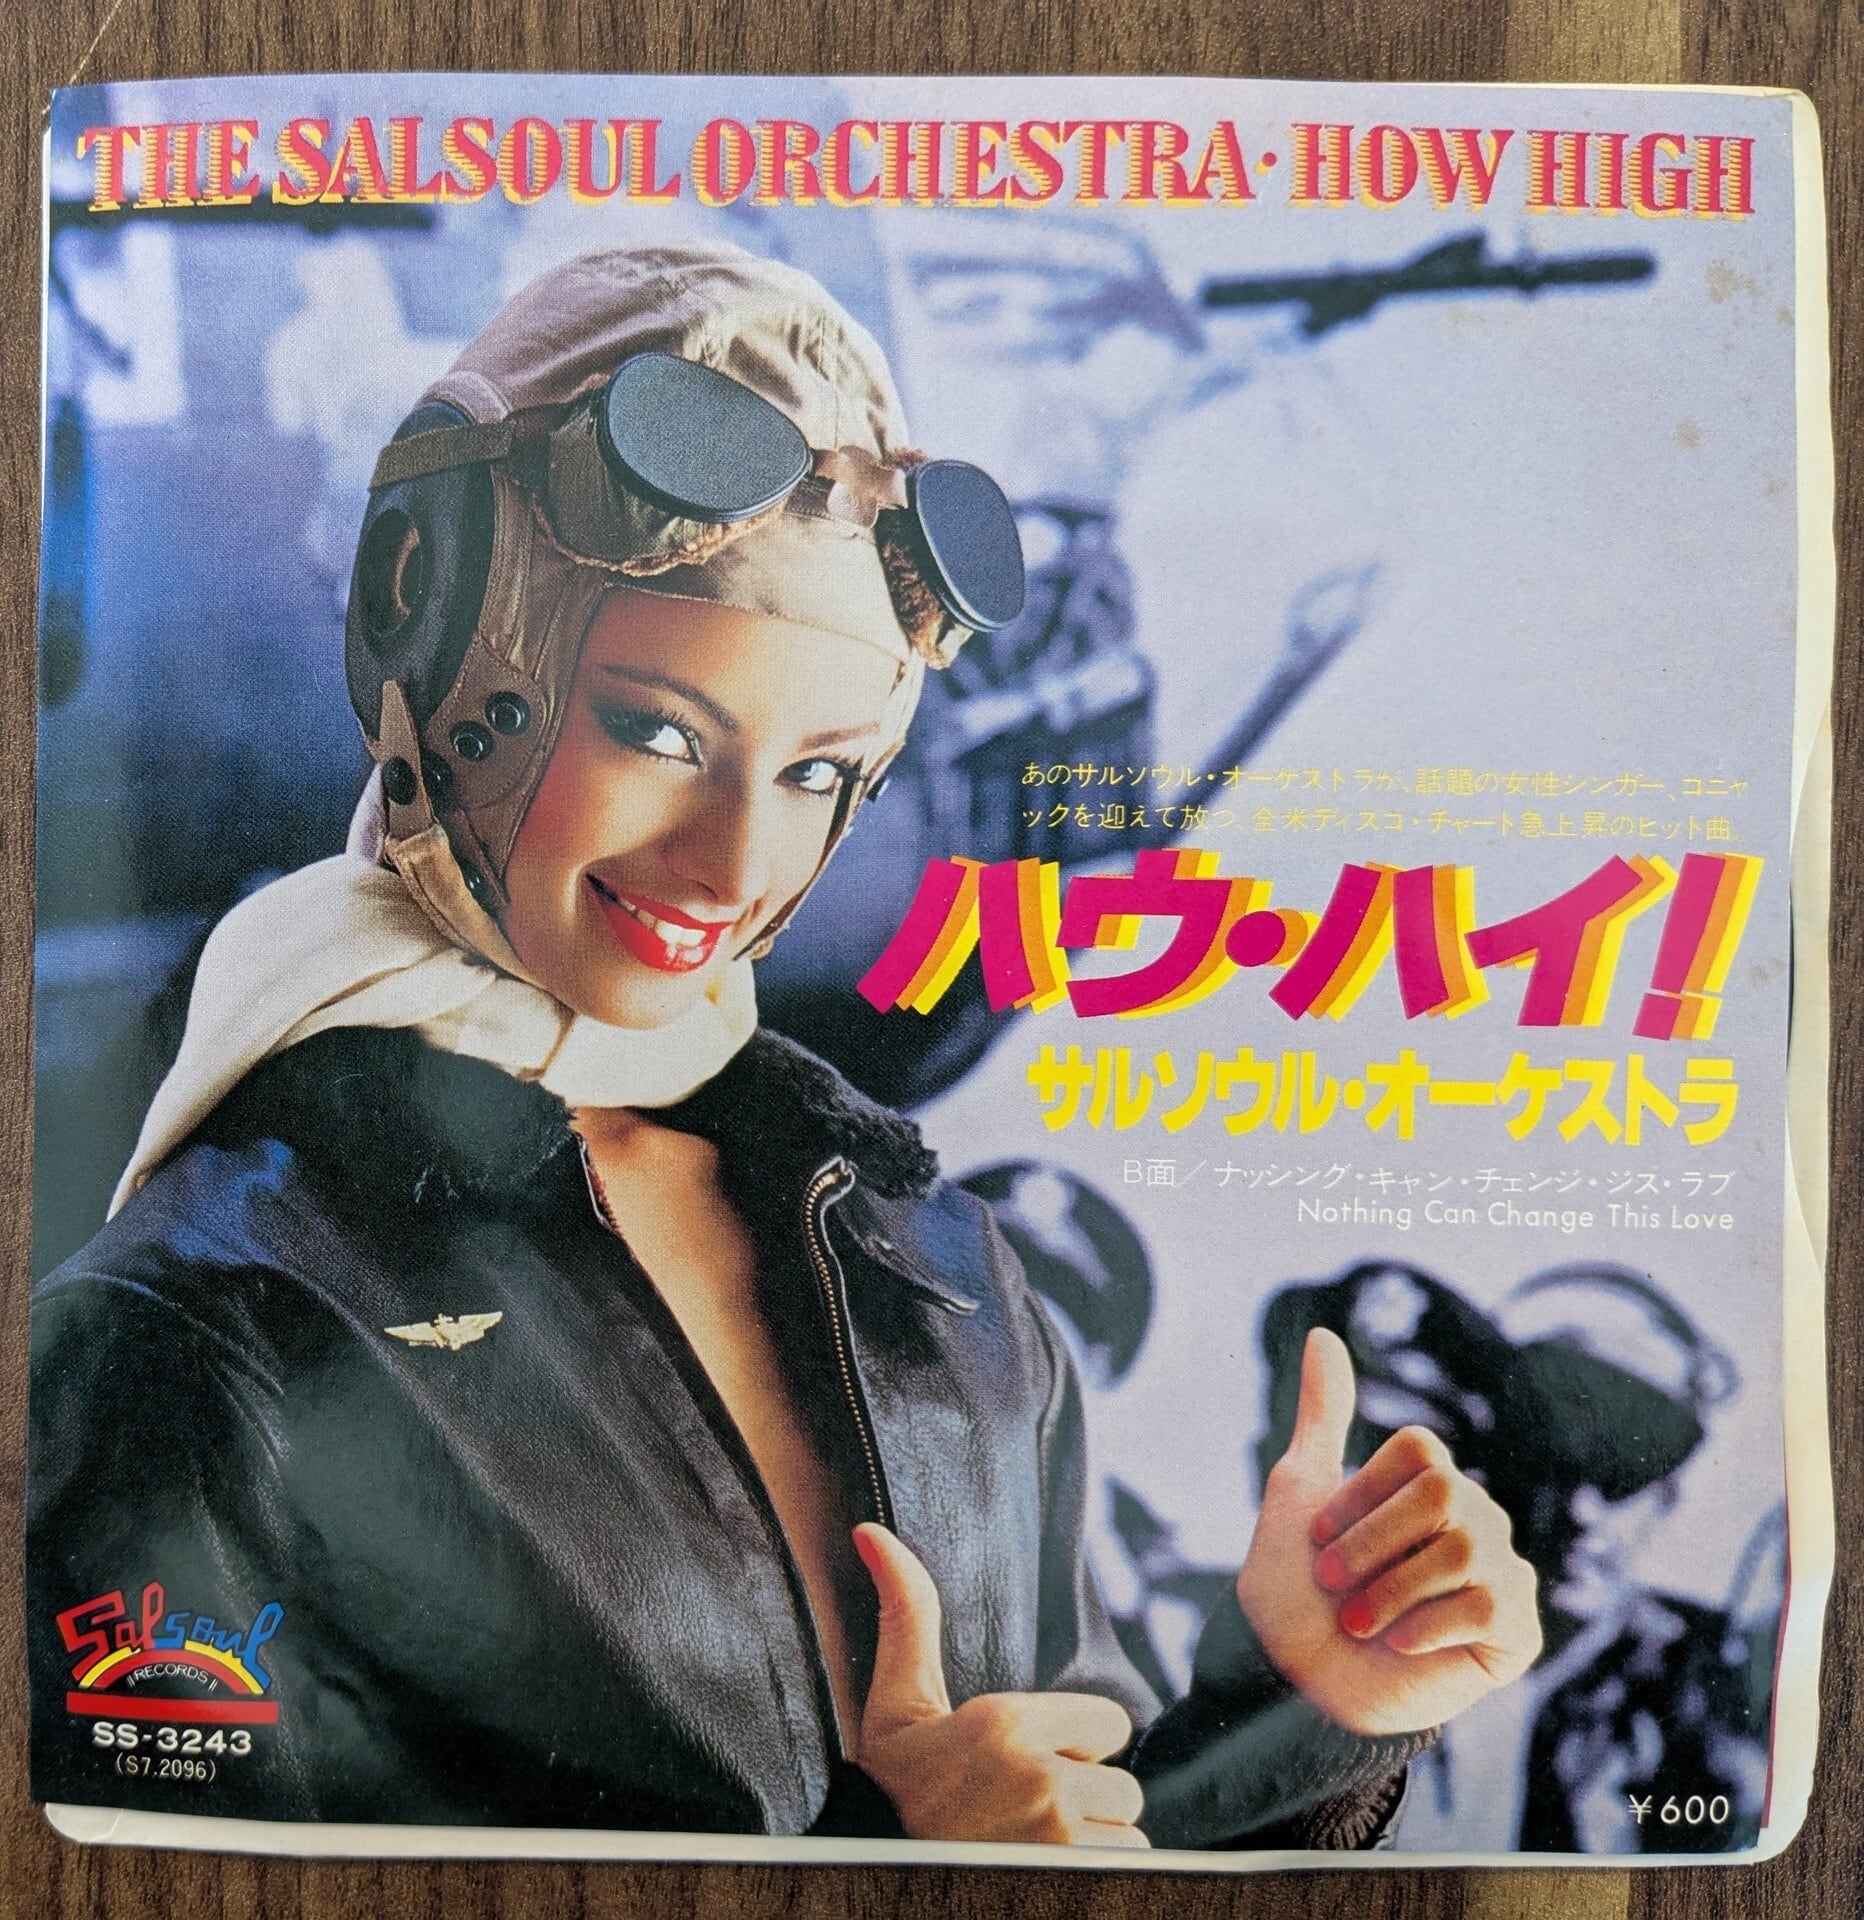 THE SALSOUL ORCHESTRA・HOW HIGH
あのサルソウル・オーケストラが、話題の女性シンガー、コニャ
ックを迎えて放つ、全米ディスコ・チャート急上昇のヒット曲。
ハウ・ハイ!
サルソウル・オーケストラ
B面/ナッシング・キャン・チェンジ・ジス・ラブ
Nothing Can Change This Love
Salsoul
RECORDS
SS-3243
(S7.2096)
¥600